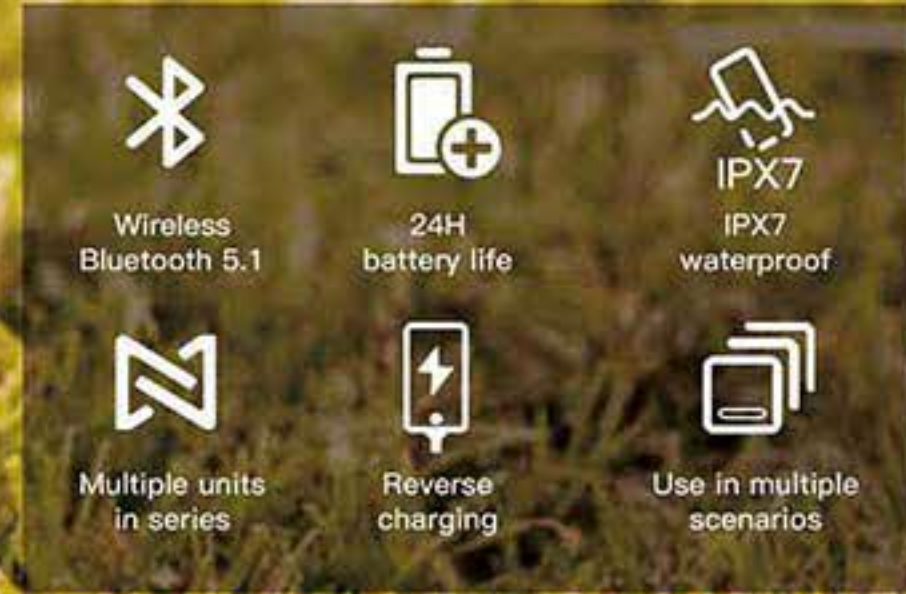 Wireless
Bluetooth 5.1
24H
battery life
IPX7
IPX7
waterproof
Multiple units
in series
Reverse
charging
Use in multiple
scenarios